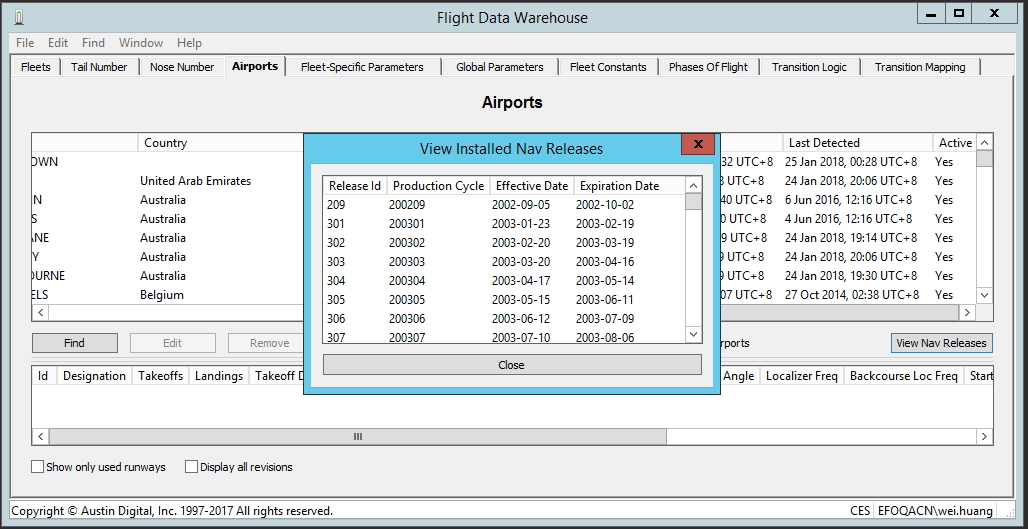 Flight Data Warehouse
File Edit Find Window Help
Fleets Tail Number Nose Number Airports Fleet-Specific Parameters Global Parameters Fleet Constants Phases Of Flight Transition Logic Transition Mapping
Airports
Country Last Detected Active
OWN 32 UTC+8 25 Jan 2018, 00:28 UTC+8 Yes
United Arab Emirates 8 UTC+8 24 Jan 2018, 20:06 UTC+8 Yes
N Australia 40 UTC+8 6 Jun 2016, 12:16 UTC+8 Yes
S Australia 8 UTC+8 4 Jun 2016, 12:16 UTC+8 Yes
ANE Australia 9 UTC+8 24 Jan 2018, 19:14 UTC+8 Yes
Y Australia 9 UTC+8 24 Jan 2018, 20:06 UTC+8 Yes
OURNE Australia 8 UTC+8 24 Jan 2018, 19:30 UTC+8 Yes
ELS Belgium 07 UTC+8 27 Oct 2014, 02:38 UTC+8 Yes
View Installed Nav Releases
Release Id Production Cycle Effective Date Expiration Date
209 200209 2002-09-05 2002-10-02
301 200301 2003-01-23 2003-02-19
302 200302 2003-02-20 2003-03-19
303 200303 2003-03-20 2003-04-16
304 200304 2003-04-17 2003-05-14
305 200305 2003-05-15 2003-06-11
306 200306 2003-06-12 2003-07-09
307 200307 2003-07-10 2003-08-06
Close
Find Edit Remove rports View Nav Releases
Id Designation Takeoffs Landings Takeoff D Angle Localizer Freq Backcourse Loc Freq Start
Show only used runways Display all revisions
Copyright © Austin Digital, Inc. 1997-2017 All rights reserved. CES EFOQACN\wei.huang